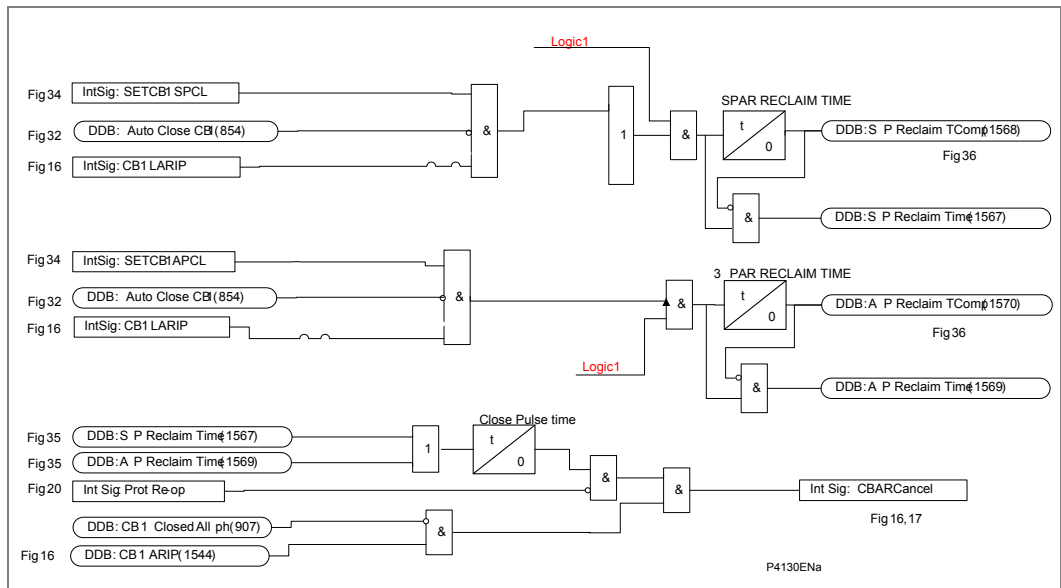 Logic1
Fig 34 IntSig: SETCB1 SPCL
SPAR RECLAIM TIME
Fig 32 DDB: Auto Close CB1(854) & 1 & t 0 DDB: S P Reclaim TComp(1568)
Fig 36
Fig 16 IntSig: CB1 LARIP
& DDB: S P Reclaim Time(1567)
Fig 34 IntSig: SETCB1APCL
3 PAR RECLAIM TIME
Fig 32 DDB: Auto Close CB1(854) & & t 0 DDB: A P Reclaim TComp(1570)
Fig 16 IntSig: CB1 LARIP
Fig 36
Logic1
& DDB: A P Reclaim Time(1569)
Close Pulse time
Fig 35 DDB: S P Reclaim Time(1567)
1 t 0
Fig 35 DDB: A P Reclaim Time(1569)
Fig 20 Int Sig: Prot Re-op & & Int Sig: CBARCancel
Fig 16, 17
DDB: CB 1 Closed All ph(907)
&
Fig 16 DDB: CB 1 ARIP(1544)
P4130ENa